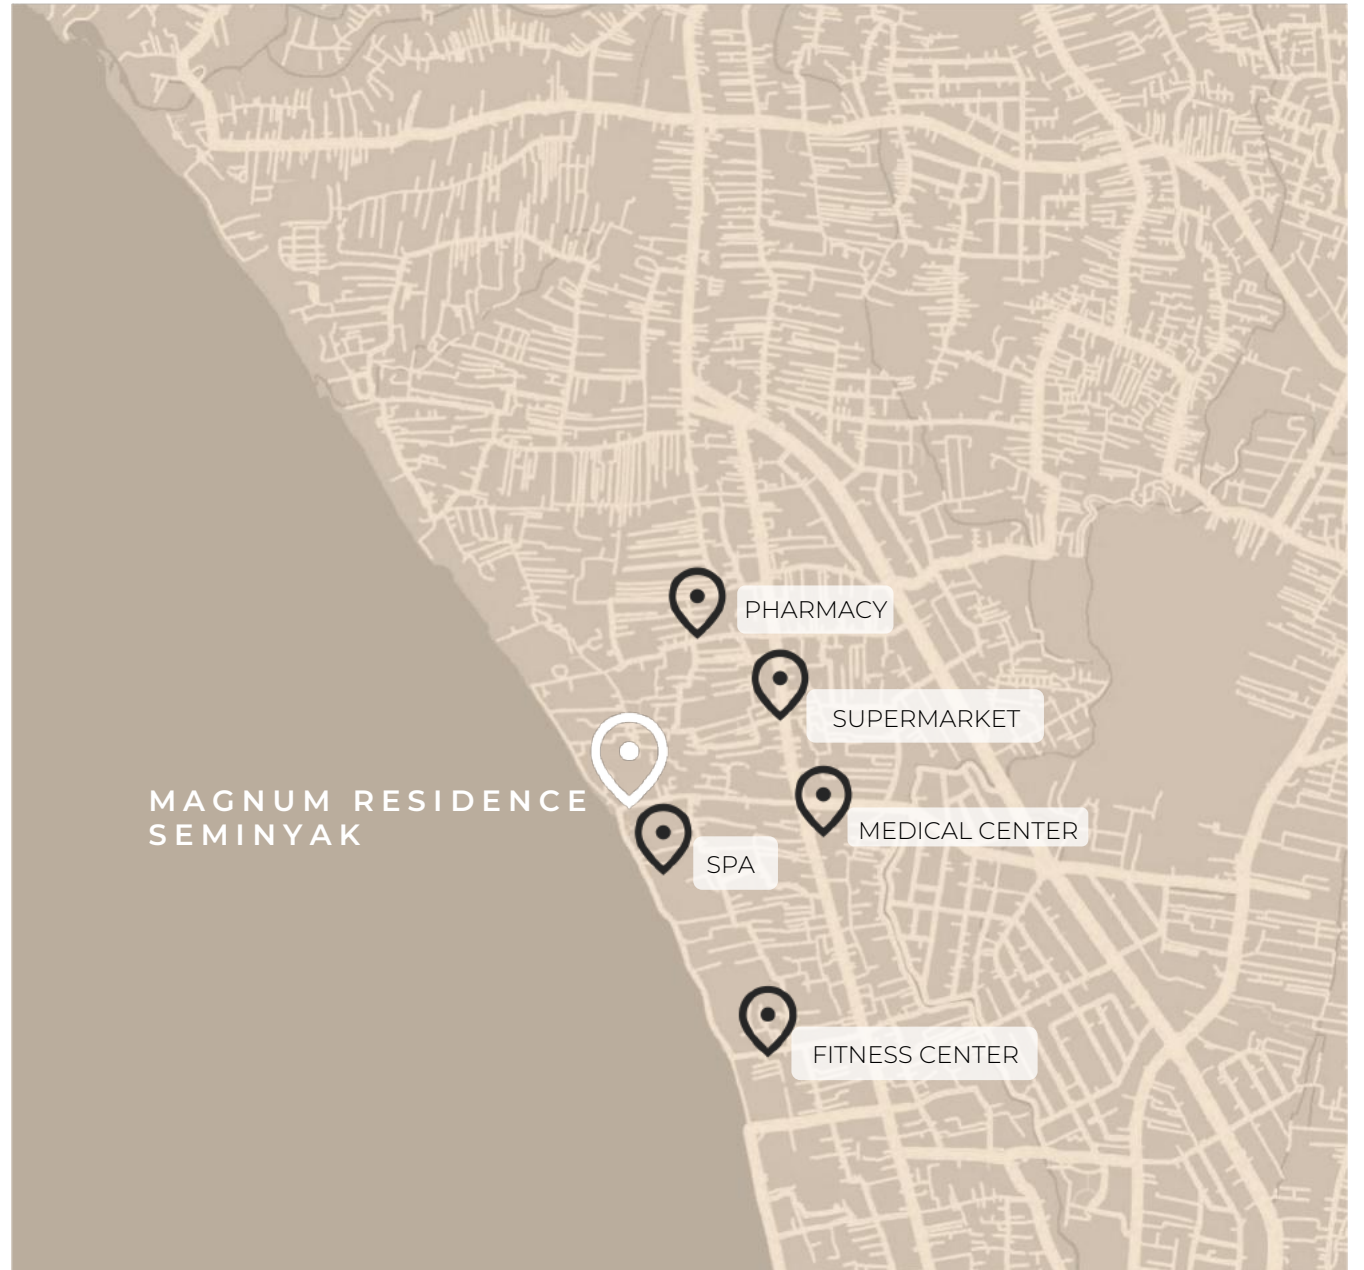 PHARMACY
SUPERMARKET
MAGNUM RESIDENCE
SEMINYAK
MEDICAL CENTER
SPA
FITNESS CENTER